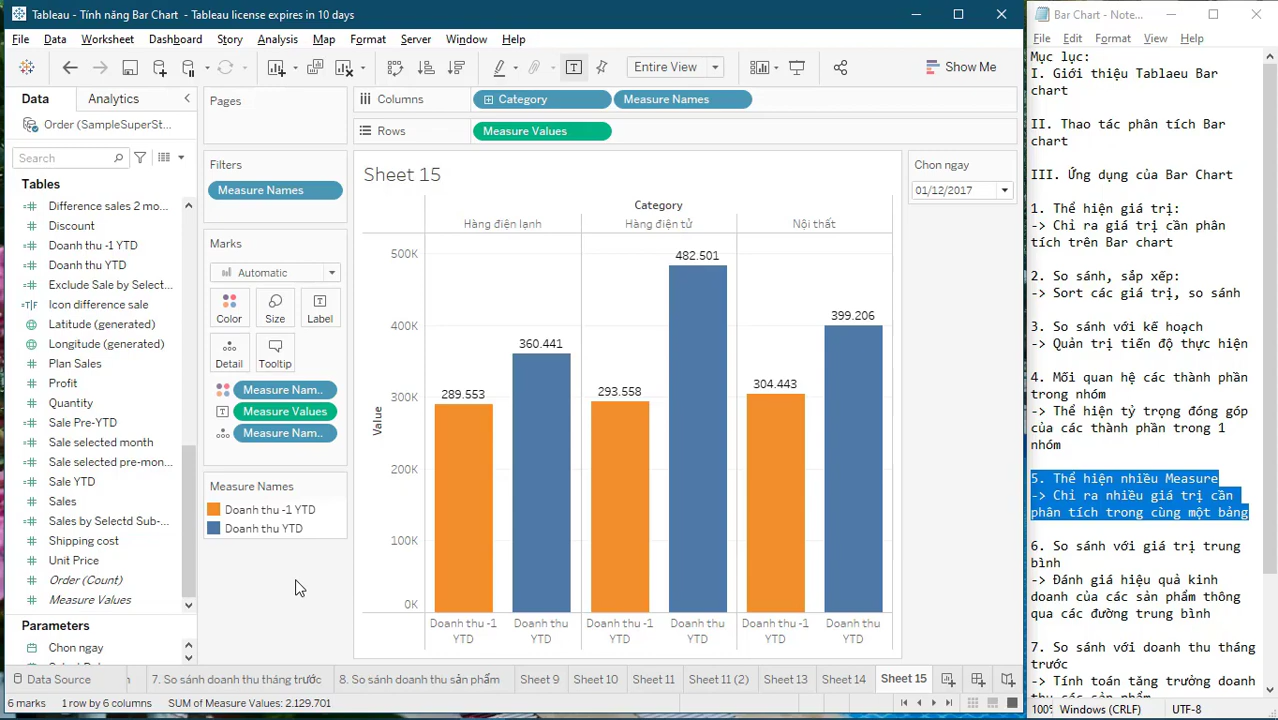 Tableau - Tính năng Bar Chart - Tableau license expires in 10 days
File Data Worksheet Dashboard Story Analysis Format Server Window Help
Entire View
Show Me
Data Analytics
Order (SampleSuperSt...
Search
Tables
Difference sales 2 mo...
Discount
Doanh thu -1 YTD
Doanh thu YTD
Exclude Sale by Select...
Icon difference sale
Latitude (generated)
Longitude (generated)
Plan Sales
Profit
Quantity
Sale Pre-YTD
Sale selected month
Sale selected pre-mon...
Sale YTD
Sales
Sales by Selectd Sub-...
Shipping cost
Unit Price
Order (Count)
Measure Values
Parameters
Chon ngay
Pages
Filters
Measure Names
Marks
Automatic
Color Size Label
Detail Tooltip
Measure Nam..
Measure Values
Measure Nam..
Measure Names
Doanh thu -1 YTD
Doanh thu YTD
Columns Category Measure Names
Rows Measure Values
Sheet 15
Category
Hàng điện lạnh Hàng điện tử Nội thất
Value
500K
400K
300K
200K
100K
0K
289.553
360.441
293.558
482.501
304.443
399.206
Doanh thu -1 Doanh thu Doanh thu -1 Doanh thu Doanh thu -1 Doanh thu
YTD YTD YTD YTD YTD YTD
Chon ngay
01/12/2017
Data Source 7. So sánh doanh thu tháng trước 8. So sánh doanh thu sản phẩm Sheet 9 Sheet 10 Sheet 11 Sheet 11 (2) Sheet 13 Sheet 14 Sheet 15
6 marks 1 row by 6 columns
Bar Chart - Note...
File Edit Format View Help
Mục lục:
I. Giới thiệu Tablaeu Bar
chart
II. Thao tác phân tích Bar
chart
III. Ứng dụng của Bar Chart
1. Thể hiện giá trị:
-> Chỉ ra giá trị cần phân
tích trên Bar chart
2. So sánh, sắp xếp:
-> Sort các giá trị, so sánh
3. So sánh với kế hoạch
-> Quản trị tiến độ thực hiện
4. Mối quan hệ các thành phần
trong nhóm
-> Thể hiện tỷ trọng đóng góp
của các thành phần trong 1
nhóm
5. Thể hiện nhiều Measure
-> Chỉ ra nhiều giá trị cần
phân tích trong cùng một bảng
6. So sánh với giá trị trung
bình
-> Đánh giá hiệu quả kinh
doanh của các sản phẩm thông
qua các đường trung bình
7. So sánh với doanh thu tháng
trước
-> Tính toán tăng trưởng doanh
thu các sản phẩm
Windows (CRLF) UTF-8